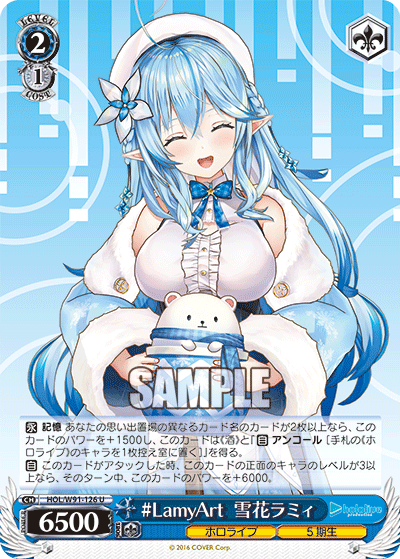 LEVEL
2
1
COST
SAMPLE
永 記憶 あなたの思い出置場の異なるカード名のカードが2枚以上なら、こ
のカードのパワーを+1500し、このカードは《酒》と『自 アンコール [手札の《ホ
ロライブ》のキャラを1枚控え室に置く]』を得る。
自 このカードがアタックした時、このカードの正面のキャラのレベルが3以
上なら、そのターン中、このカードのパワーを+6000。
CH HOL/W91-126 U
6500
#LamyArt 雪花ラミィ
hololive
production
ホロライブ
5期生
© 2016 COVER Corp.